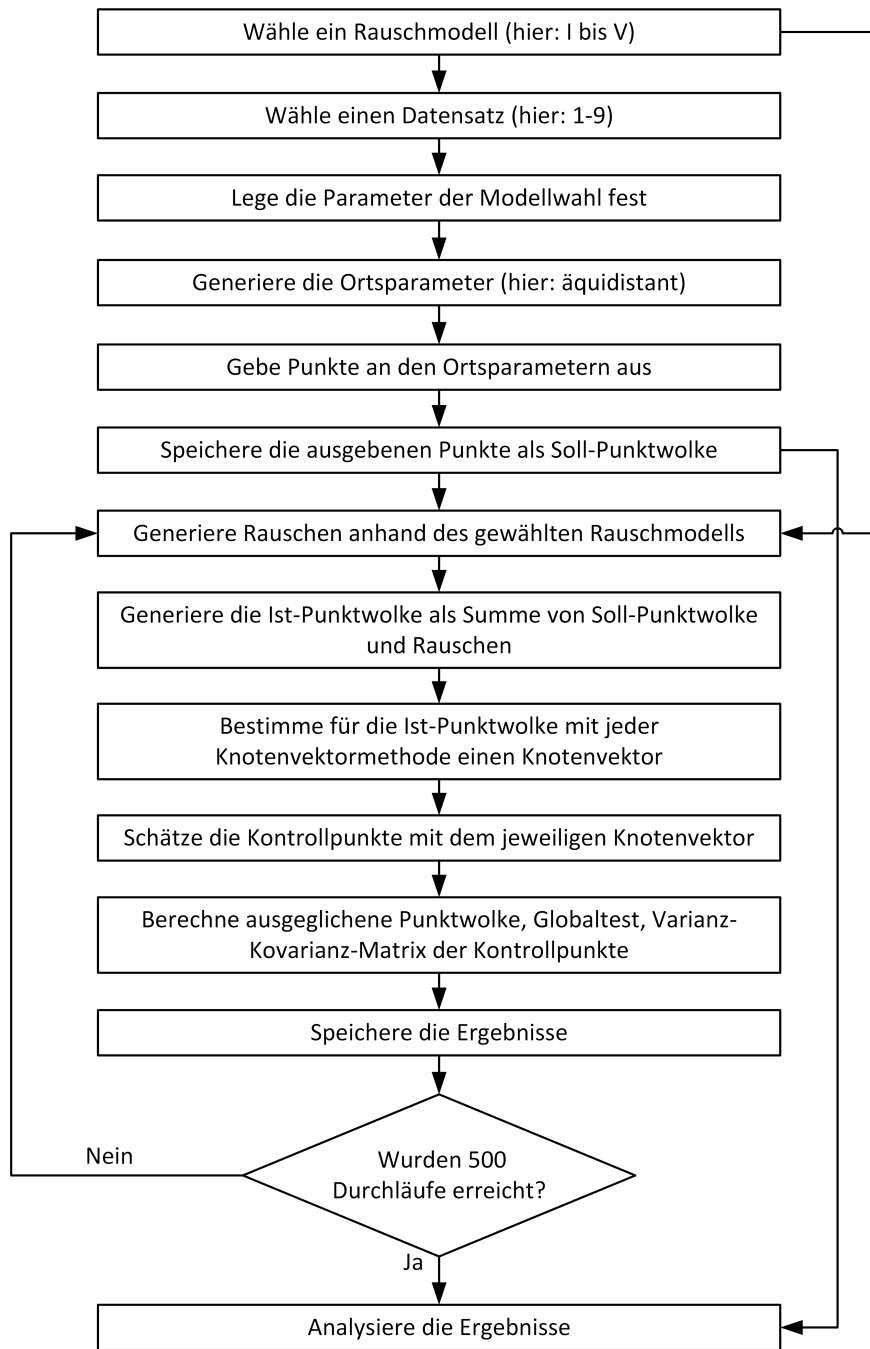 Wähle ein Rauschmodell (hier: I bis V)
Wähle einen Datensatz (hier: 1-9)
Lege die Parameter der Modellwahl fest
Generiere die Ortsparameter (hier: äquidistant)
Gebe Punkte an den Ortsparametern aus
Speichere die ausgebenen Punkte als Soll-Punktwolke
Generiere Rauschen anhand des gewählten Rauschmodells
Generiere die Ist-Punktwolke als Summe von Soll-Punktwolke
und Rauschen
Bestimme für die Ist-Punktwolke mit jeder
Knotenvektormethode einen Knotenvektor
Schätze die Kontrollpunkte mit dem jeweiligen Knotenvektor
Berechne ausgeglichene Punktwolke, Globaltest, Varianz-
Kovarianz-Matrix der Kontrollpunkte
Speichere die Ergebnisse
Nein
Wurden 500
Durchläufe erreicht?
Ja
Analysiere die Ergebnisse